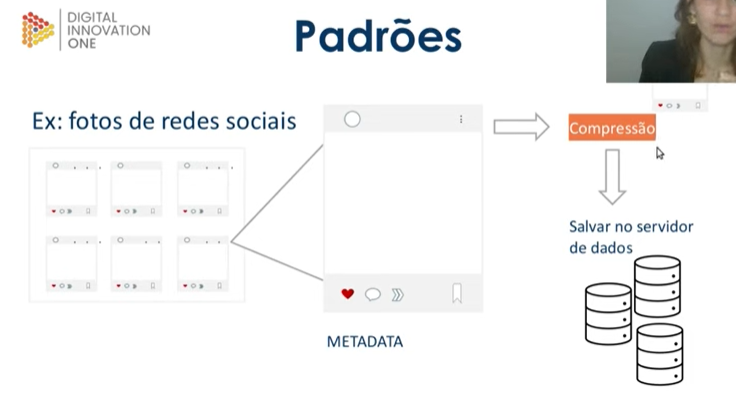 DIGITAL
INNOVATION
ONE
Padrões
Ex: fotos de redes sociais
Compressão
Salvar no servidor
de dados
METADATA